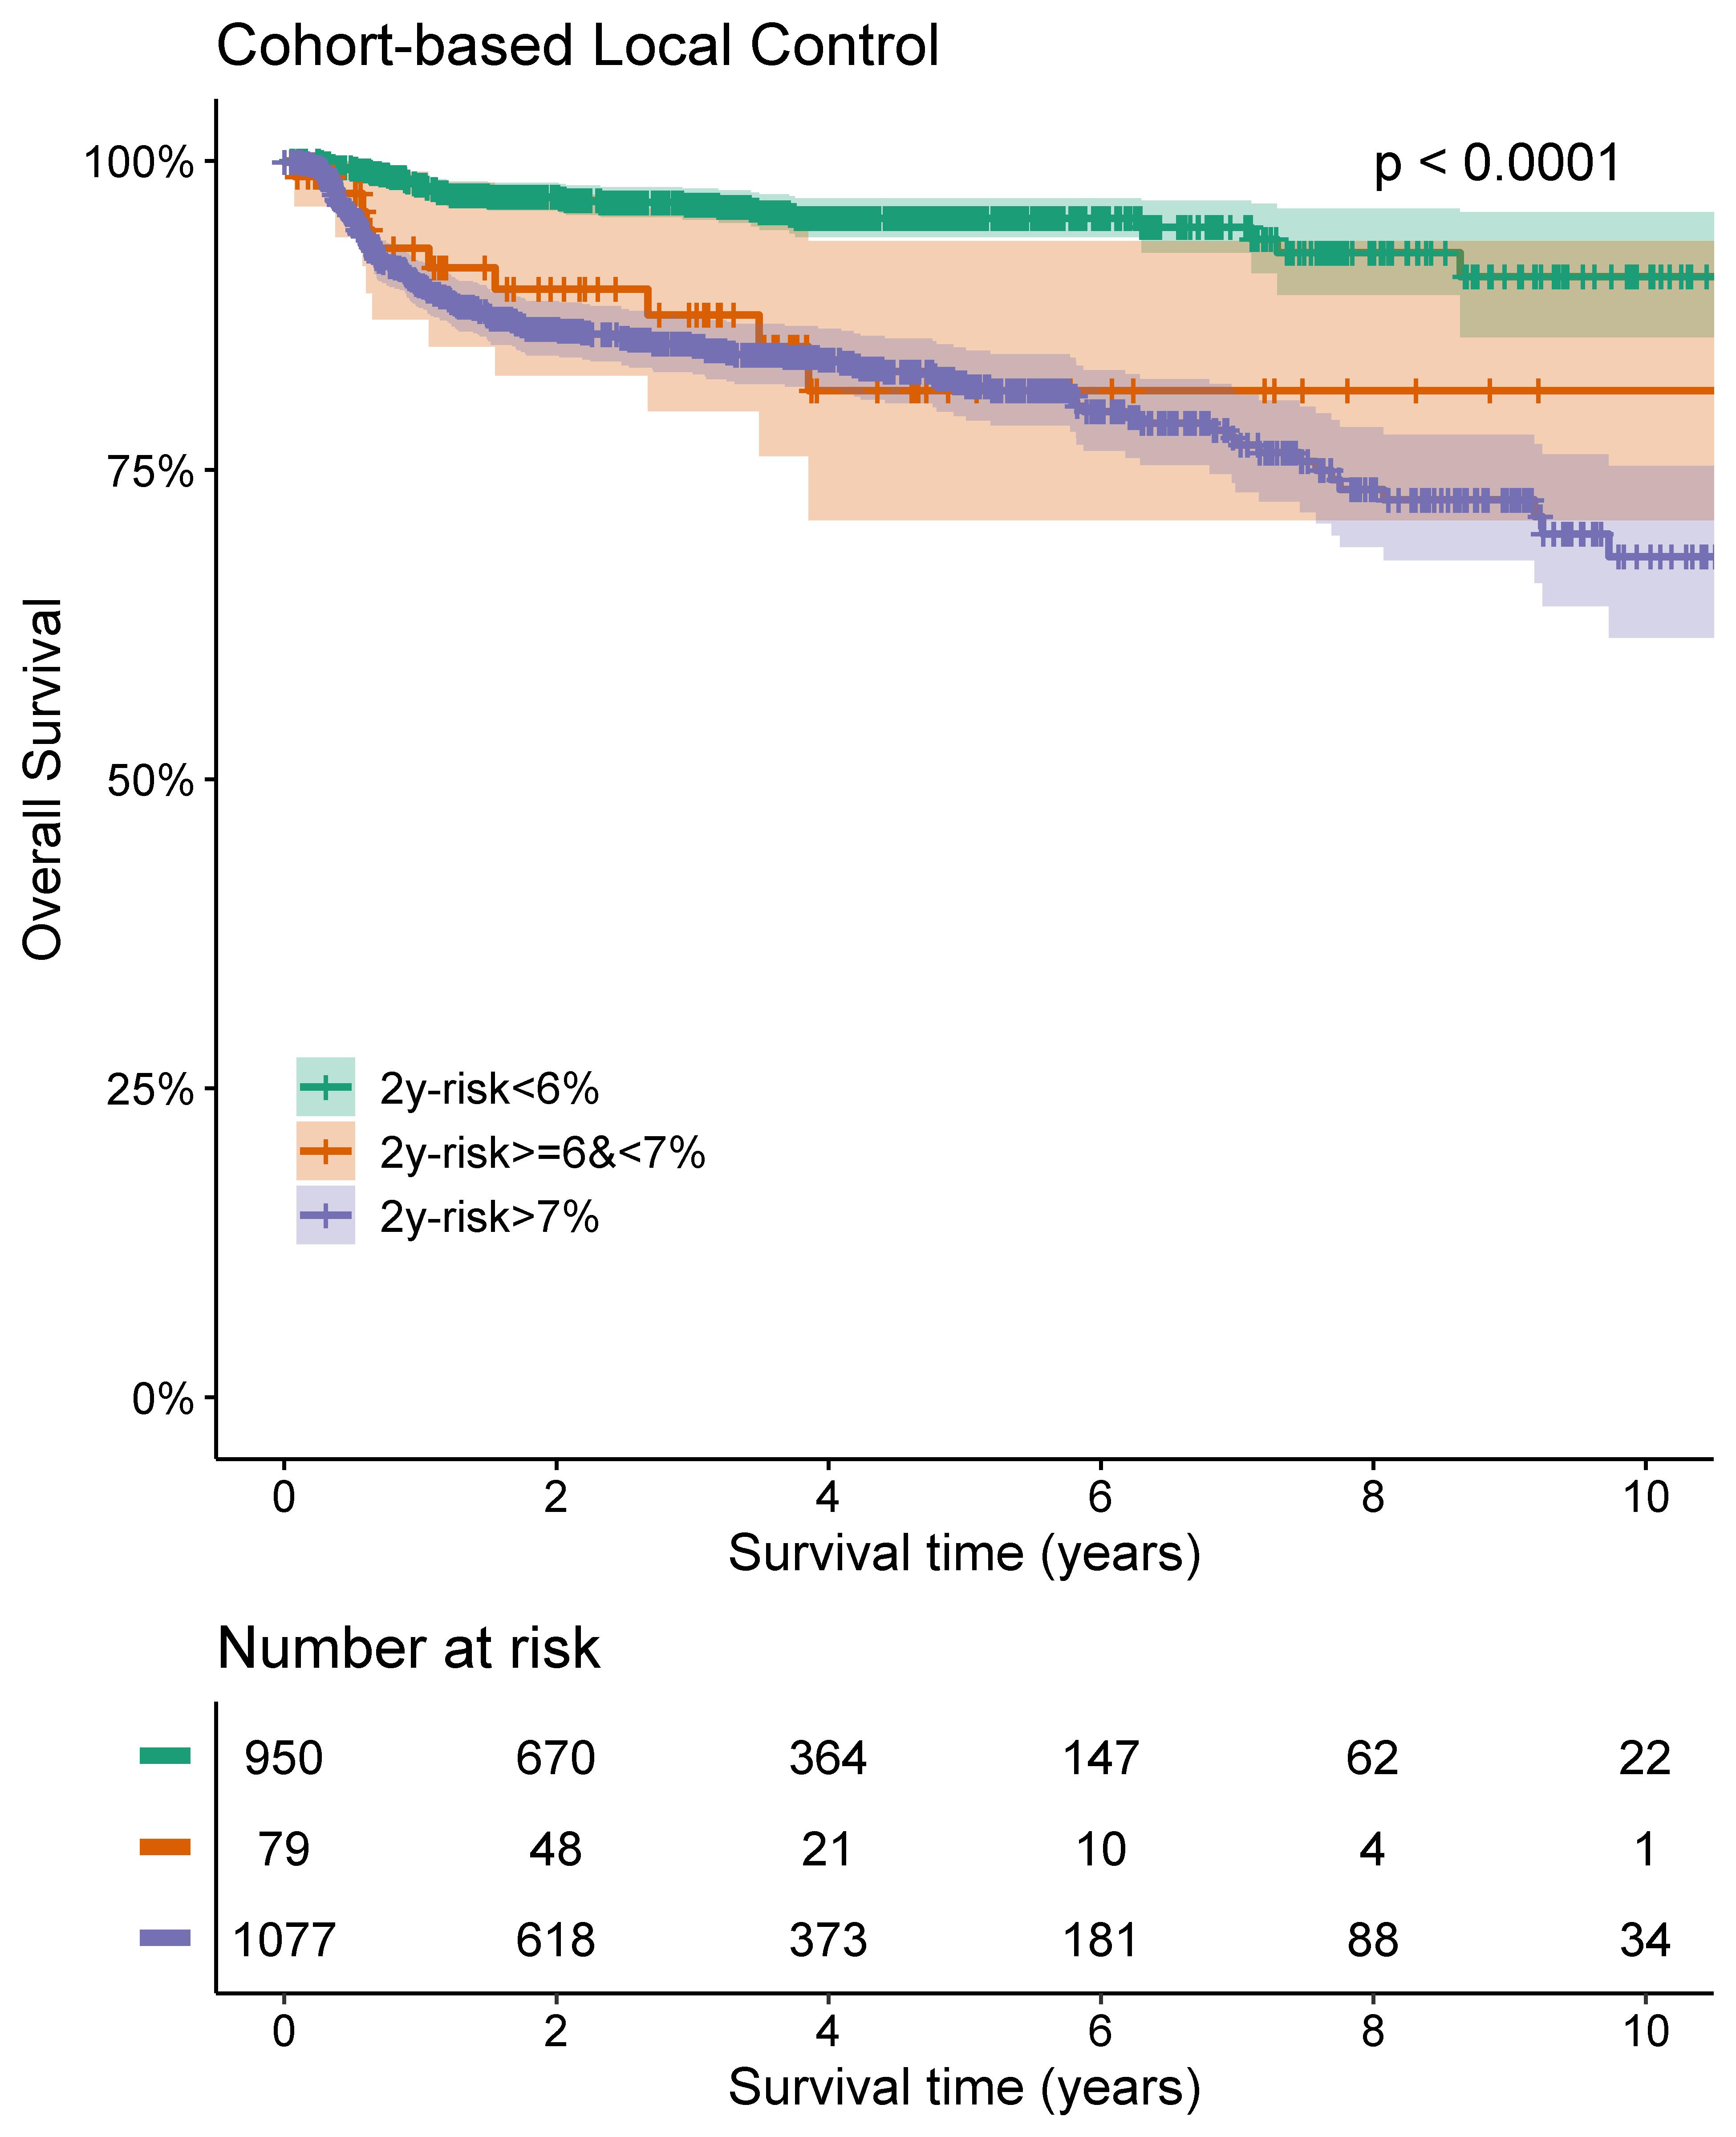 Cohort-based Local Control
p < 0.0001
100%
75%
50%
25%
0%
Overall Survival
2y-risk<6%
2y-risk>=6&<7%
2y-risk>7%
0 2 4 6 8 10
Survival time (years)
Number at risk
950 670 364 147 62 22
79 48 21 10 4 1
1077 618 373 181 88 34
0 2 4 6 8 10
Survival time (years)